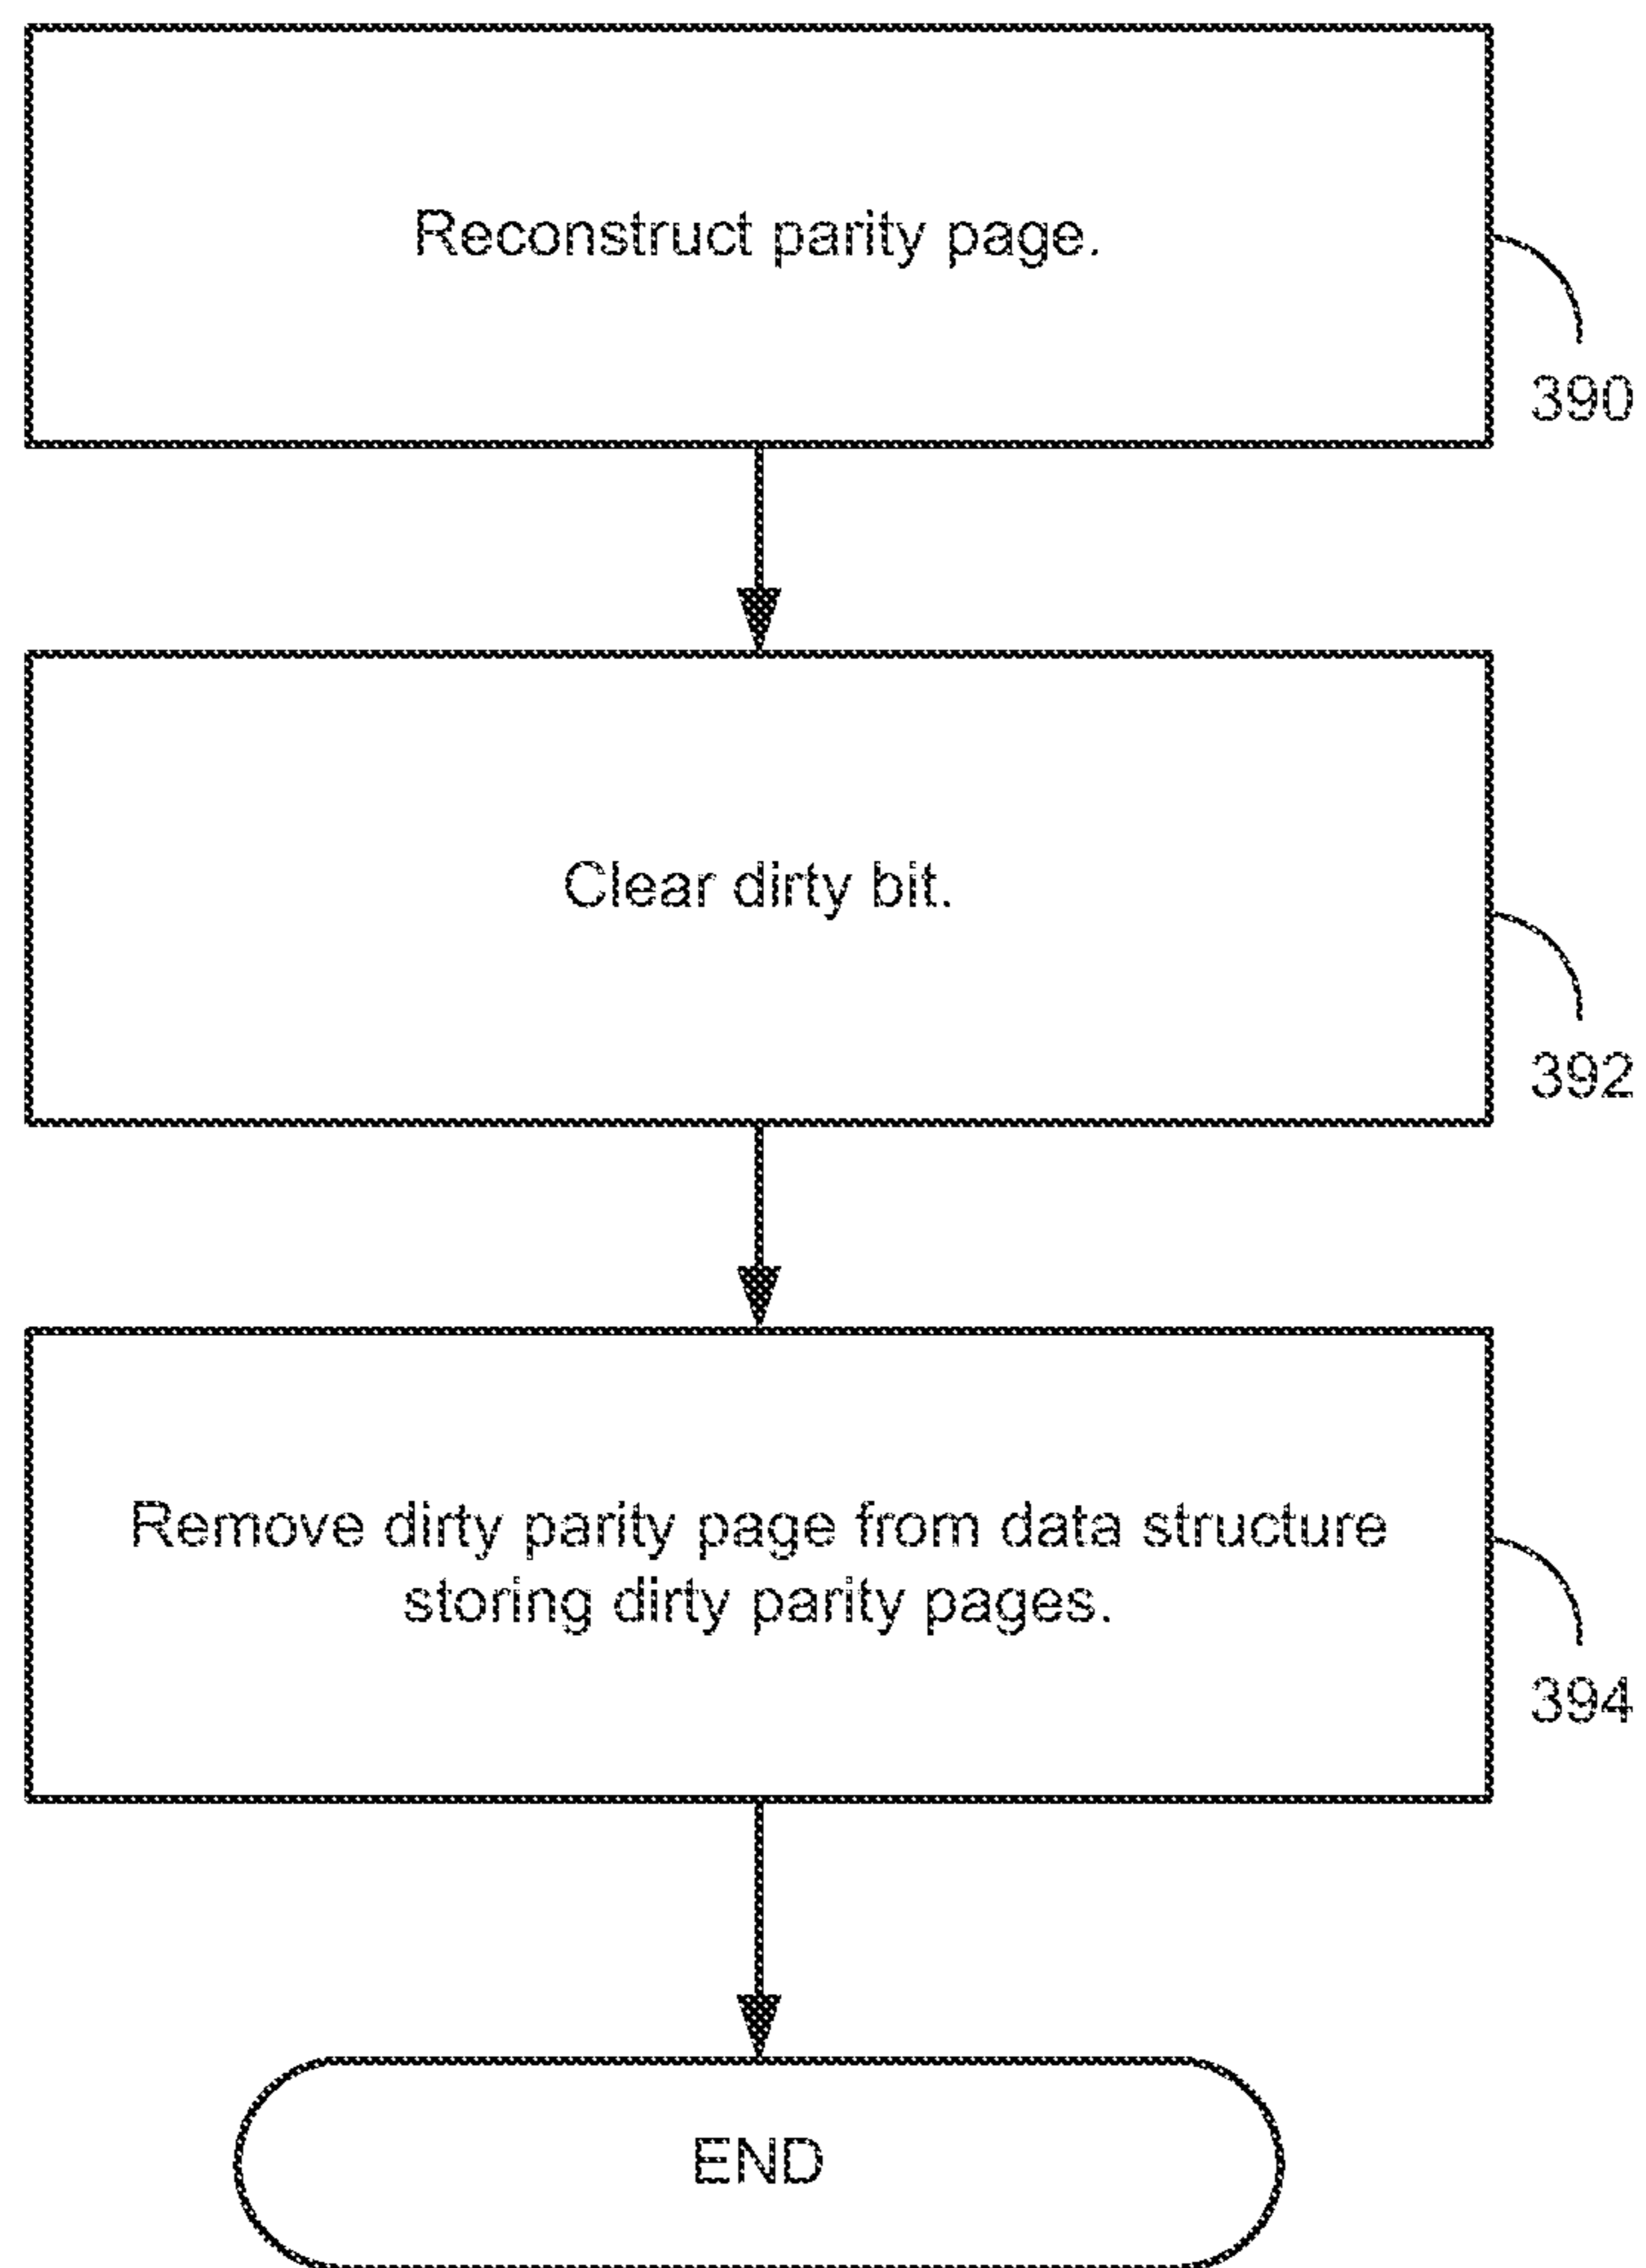 Reconstruct parity page.
390
Clear dirty bit.
392
Remove dirty parity page from data structure
storing dirty parity pages.
394
END